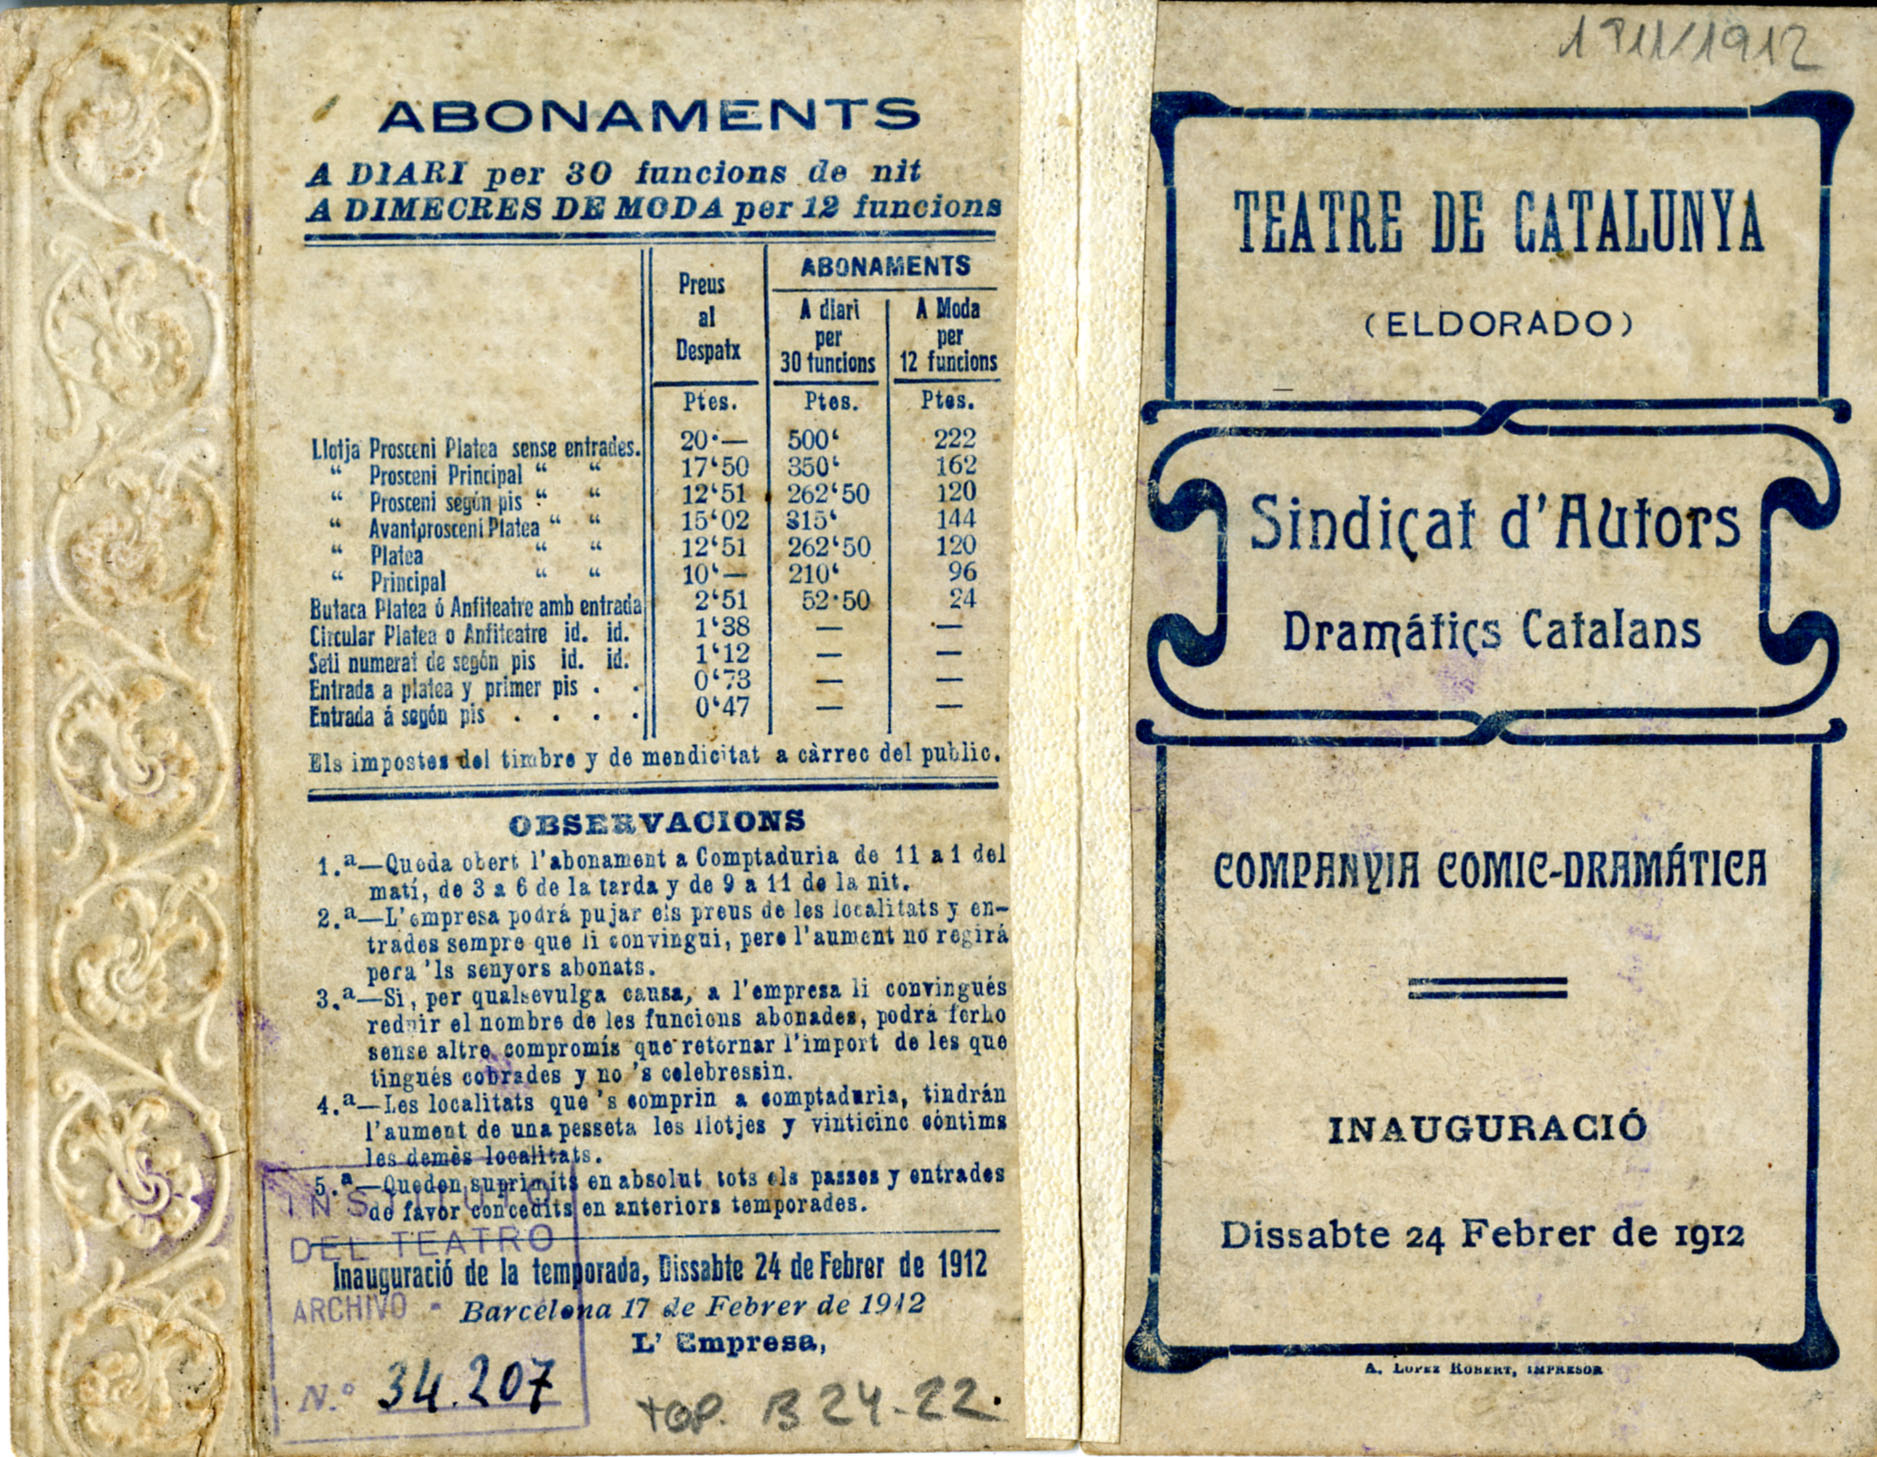 ABONAMENTS
A DIARI per 30 funcions de nit
A DIMECRES DE MODA per 12 funcions
Preus al Despatx
ABONAMENTS
A diari per 30 funcions
A Moda per 12 funcions
Ptes. Ptes. Ptes.
Llotja Prosceni Platea sense entrades. 20·— 500‘ 222
“ Prosceni Principal “ “ 17‘50 350‘ 162
“ Prosceni segón pis “ “ 12‘51 262‘50 120
“ Avantprosceni Platea “ “ 15‘02 315‘ 144
“ Platea “ “ 12‘51 262‘50 120
“ Principal “ “ 10‘— 210‘ 96
Butaca Platea ó Anfiteatre amb entrada 2‘51 52·50 24
Circular Platea o Anfiteatre id. id. 1‘38 — —
Seti numerat de segón pis id. id. 1‘12 — —
Entrada a platea y primer pis . . 0‘73 — —
Entrada á segón pis . . . . 0‘47 — —
Els impostes del timbre y de mendicitat a càrrec del public.
OBSERVACIONS
1.ª—Queda obert l'abonament a Comptaduria de 11 a 1 del
matí, de 3 a 6 de la tarda y de 9 a 11 de la nit.
2.ª—L'empresa podrá pujar els preus de les localitats y en-
trades sempre que li convingui, pero l'aument no regirá
pera 'ls senyors abonats.
3.ª—Si, per qualsevulga causa, a l'empresa li convingués
reduir el nombre de les funcions abonades, podrá ferho
sense altre compromís que retornar l'import de les que
tingués cobrades y no 's celebressin.
4.ª—Les localitats que 's comprin a comptaduria, tindrán
l'aument de una pesseta les llotjes y vinticinc céntims
les demés localitats.
5.ª—Queden suprimits en absolut tots els passes y entrades
de favor concedits en anteriors temporades.
Inauguració de la temporada, Dissabte 24 de Febrer de 1912
Barcelona 17 de Febrer de 1912
L' Empresa,
INSTITUTO
DEL TEATRO
ARCHIVO -
N.º 34.207
TOP. B 24-22.
TEATRE DE CATALUNYA
(ELDORADO)
Sindicat d'Autors
Dramátics Catalans
COMPANYIA COMIC-DRAMÁTICA
INAUGURACIÓ
Dissabte 24 Febrer de 1912
A. LOPEZ ROBERT, IMPRESOR